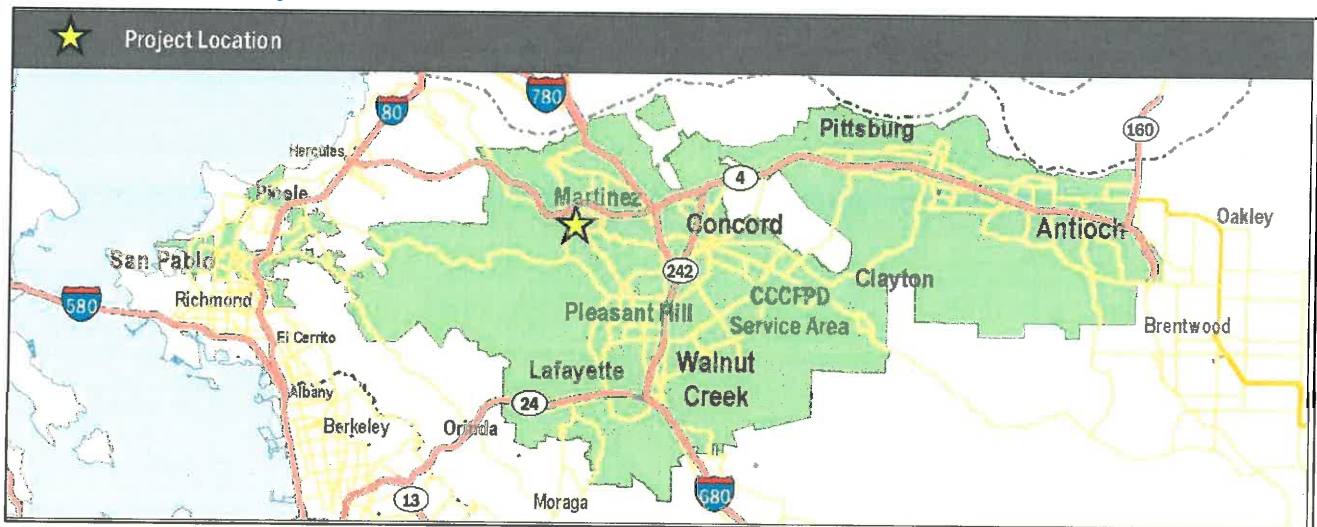 Project Location
80
780
Pittsburg
160
Hercules
4
Pinole
Martinez
Oakley
Concord
Antioch
San Pablo
242
Clayton
580
Richmond
Pleasant Hill
CCCFPD
Service Area
Brentwood
El Cerrito
Lafayette
Walnut
Creek
Albany
24
Berkeley
Orinda
13
Moraga
680